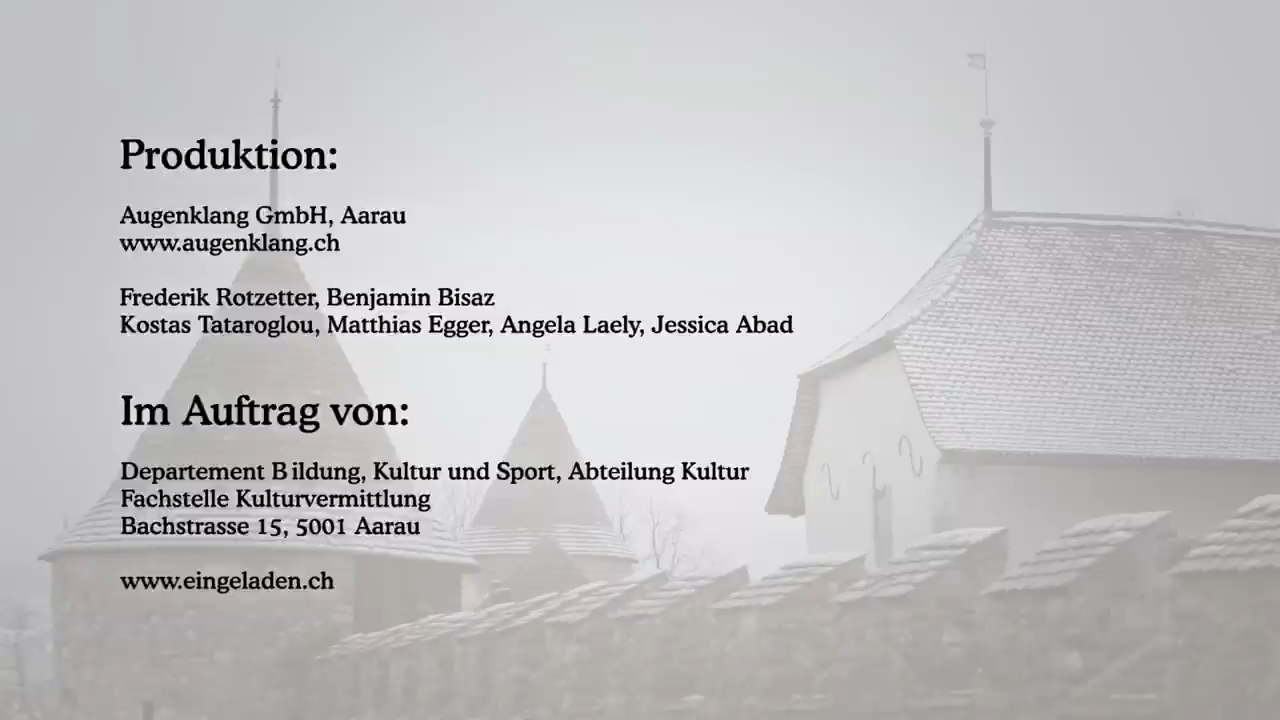 Produktion:
Augenklang GmbH, Aarau
www.augenklang.ch
Frederik Rotzetter, Benjamin Bisaz
Kostas Tataroglou, Matthias Egger, Angela Laely, Jessica Abad
Im Auftrag von:
Departement Bildung, Kultur und Sport, Abteilung Kultur
Fachstelle Kulturvermittlung
Bachstrasse 15, 5001 Aarau
www.eingeladen.ch